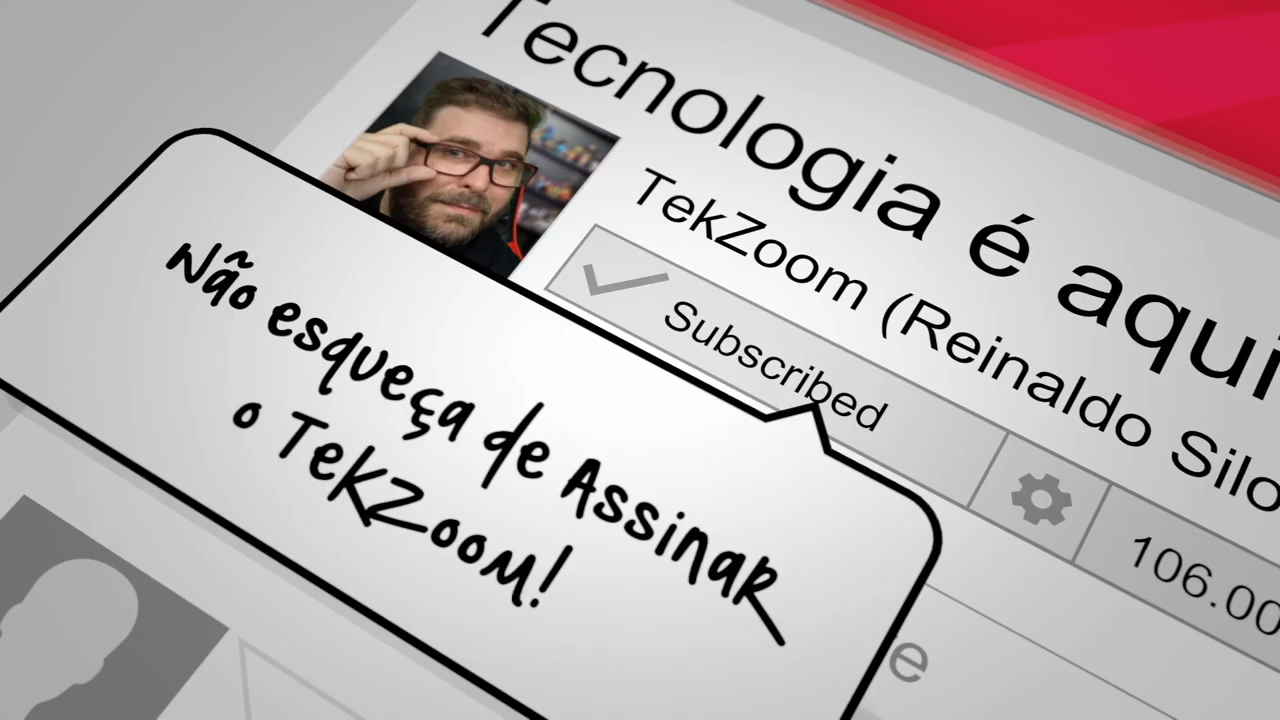 Tecnologia é aqui
TekZoom (Reinaldo Silo
Subscribed
106.00
Não esqueça de Assinar
o TekZoom!
e